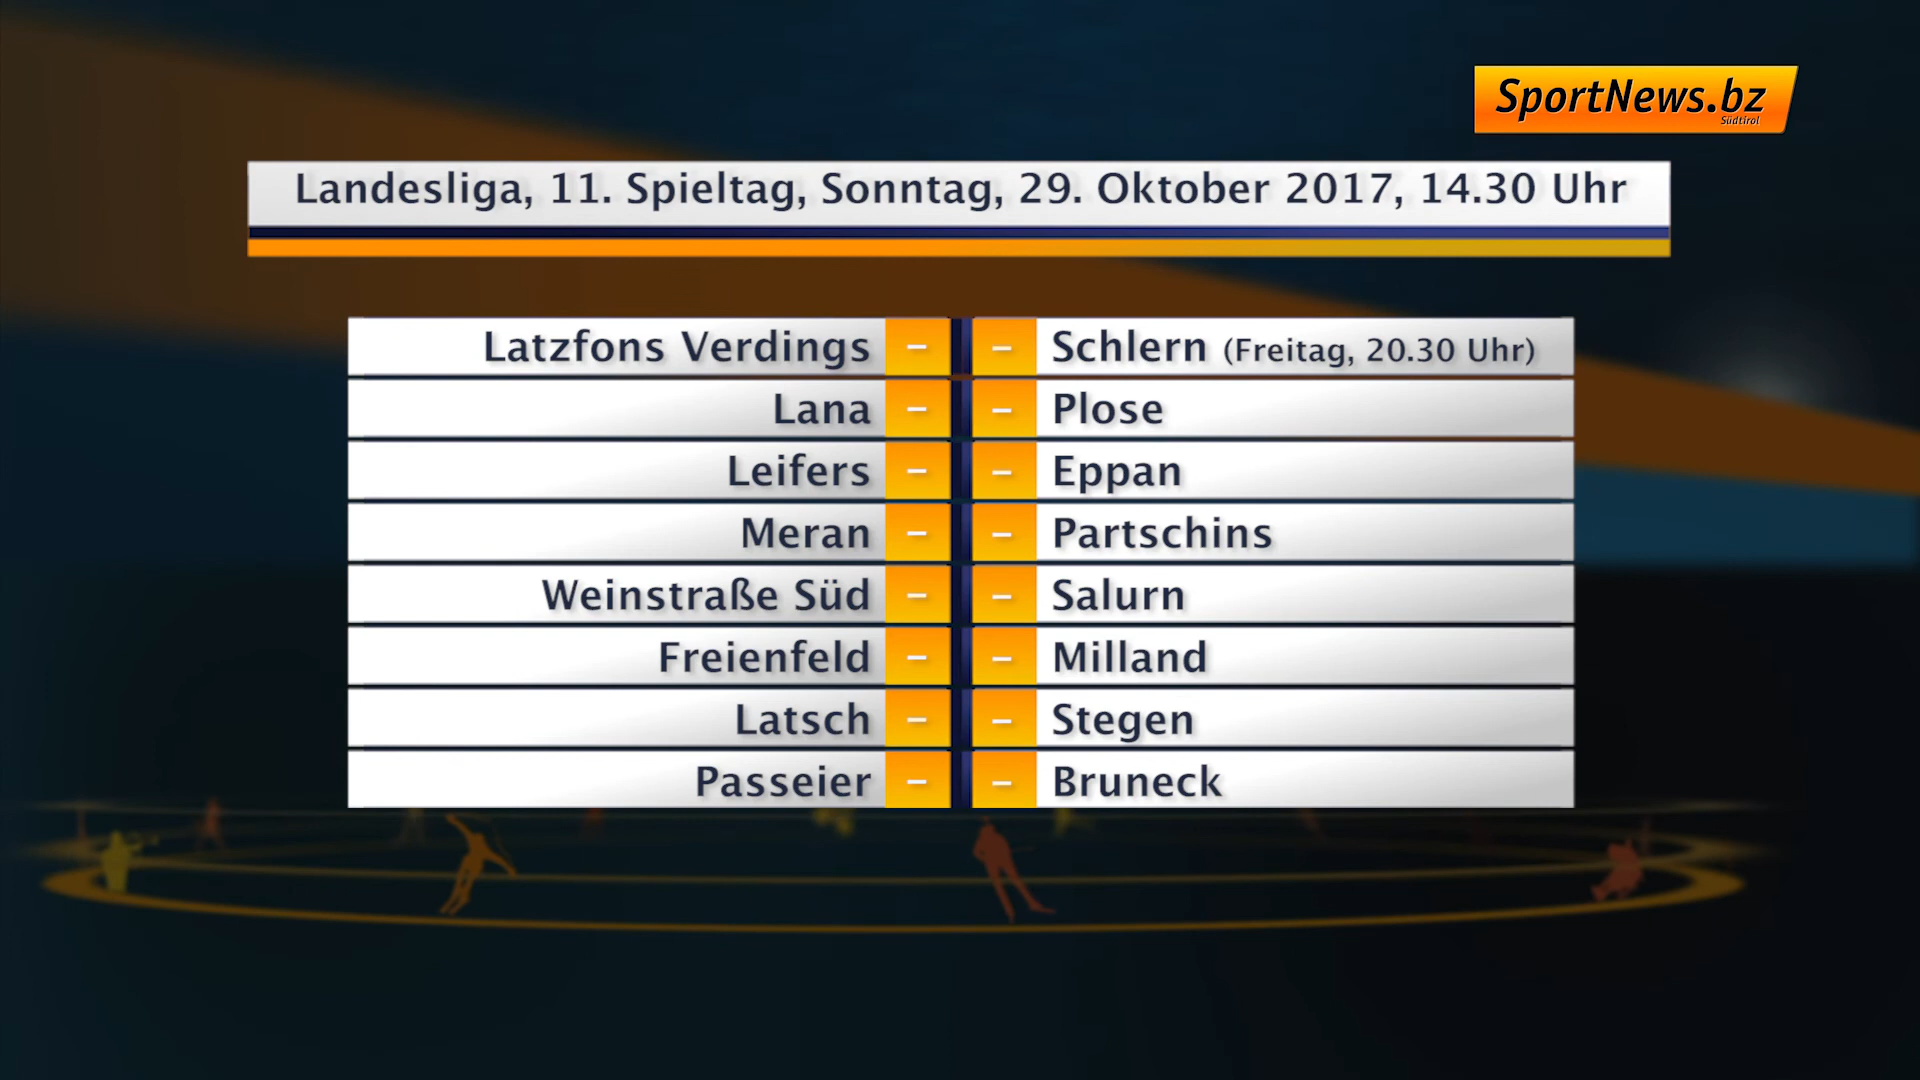 SportNews.bz
Südtirol
Landesliga, 11. Spieltag, Sonntag, 29. Oktober 2017, 14.30 Uhr
Latzfons Verdings - - Schlern (Freitag, 20.30 Uhr)
Lana - - Plose
Leifers - - Eppan
Meran - - Partschins
Weinstraße Süd - - Salurn
Freienfeld - - Milland
Latsch - - Stegen
Passeier - - Bruneck